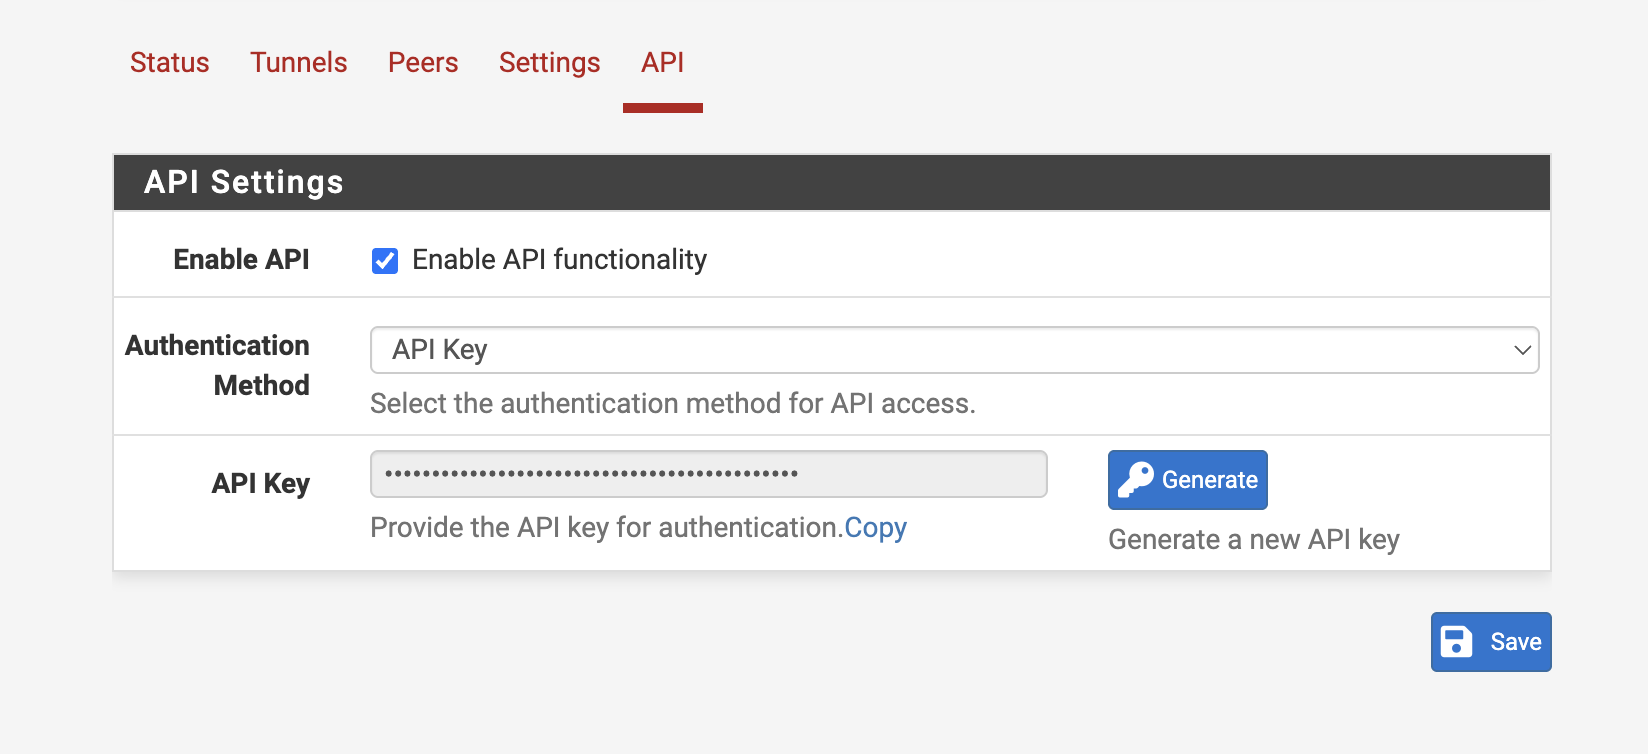 Status Tunnels Peers Settings API
API Settings
Enable API Enable API functionality
Authentication Method API Key
Select the authentication method for API access.
API Key •••••••••••••••••••••••••••••••••••••••••••• Generate
Provide the API key for authentication.Copy
Generate a new API key
Save